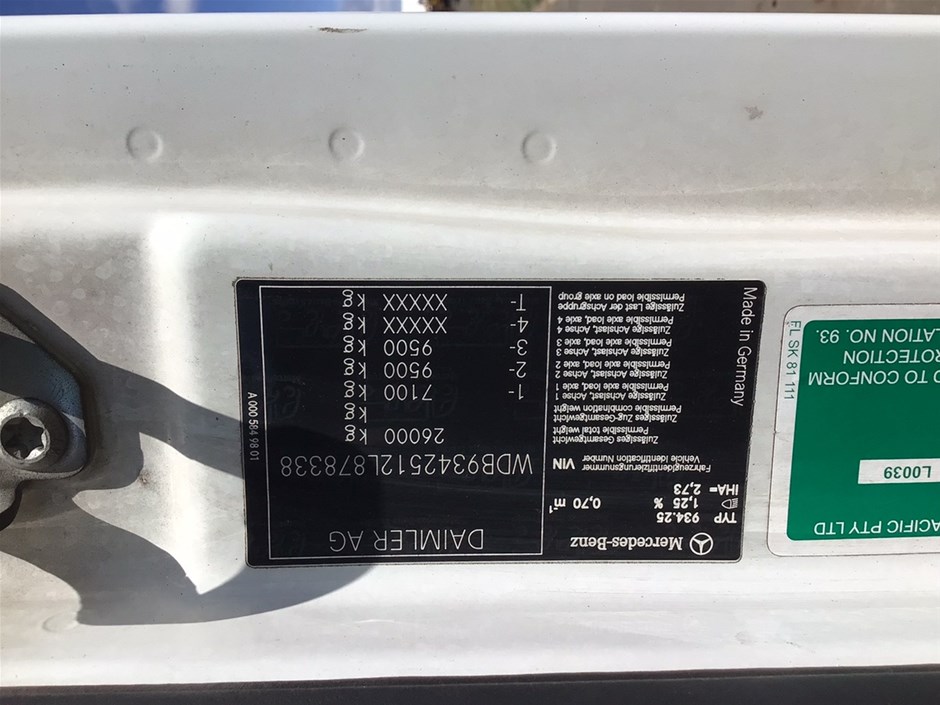 Mercedes-Benz
DAIMLER AG
TYP 934.25
1,25 % 0,70 m⁻¹
IHA= 2,73
Fahrzeugidentifizierungsnummer
Vehicle Identification Number VIN WDB9342512L878338
Zulässiges Gesamtgewicht
Permissible total weight 26000 kg
Zulässiges Zug-Gesamtgewicht
Permissible combination weight kg
Zulässige Achslast, Achse 1
Permissible axle load, axle 1 1- 7100 kg
Zulässige Achslast, Achse 2
Permissible axle load, axle 2 2- 9500 kg
Zulässige Achslast, Achse 3
Permissible axle load, axle 3 3- 9500 kg
Zulässige Achslast, Achse 4
Permissible axle load, axle 4 4- XXXXX kg
Zulässige Last der Achsgruppe
Permissible load on axle group T- XXXXX kg
Made in Germany
A 000 584 98 01
ACIFIC PTY LTD
L0039
D TO CONFORM
ROTECTION
LATION NO. 93.
FL SK 81 111